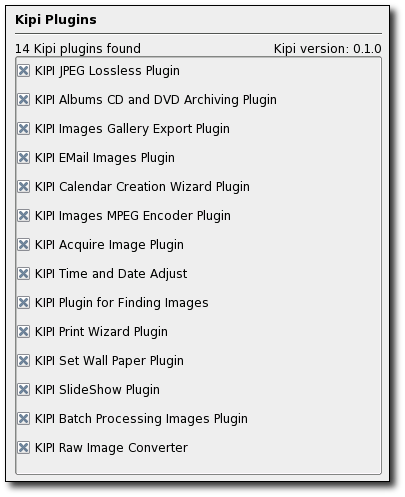 Kipi Plugins
14 Kipi plugins found Kipi version: 0.1.0
KIPI JPEG Lossless Plugin
KIPI Albums CD and DVD Archiving Plugin
KIPI Images Gallery Export Plugin
KIPI EMail Images Plugin
KIPI Calendar Creation Wizard Plugin
KIPI Images MPEG Encoder Plugin
KIPI Acquire Image Plugin
KIPI Time and Date Adjust
KIPI Plugin for Finding Images
KIPI Print Wizard Plugin
KIPI Set Wall Paper Plugin
KIPI SlideShow Plugin
KIPI Batch Processing Images Plugin
KIPI Raw Image Converter